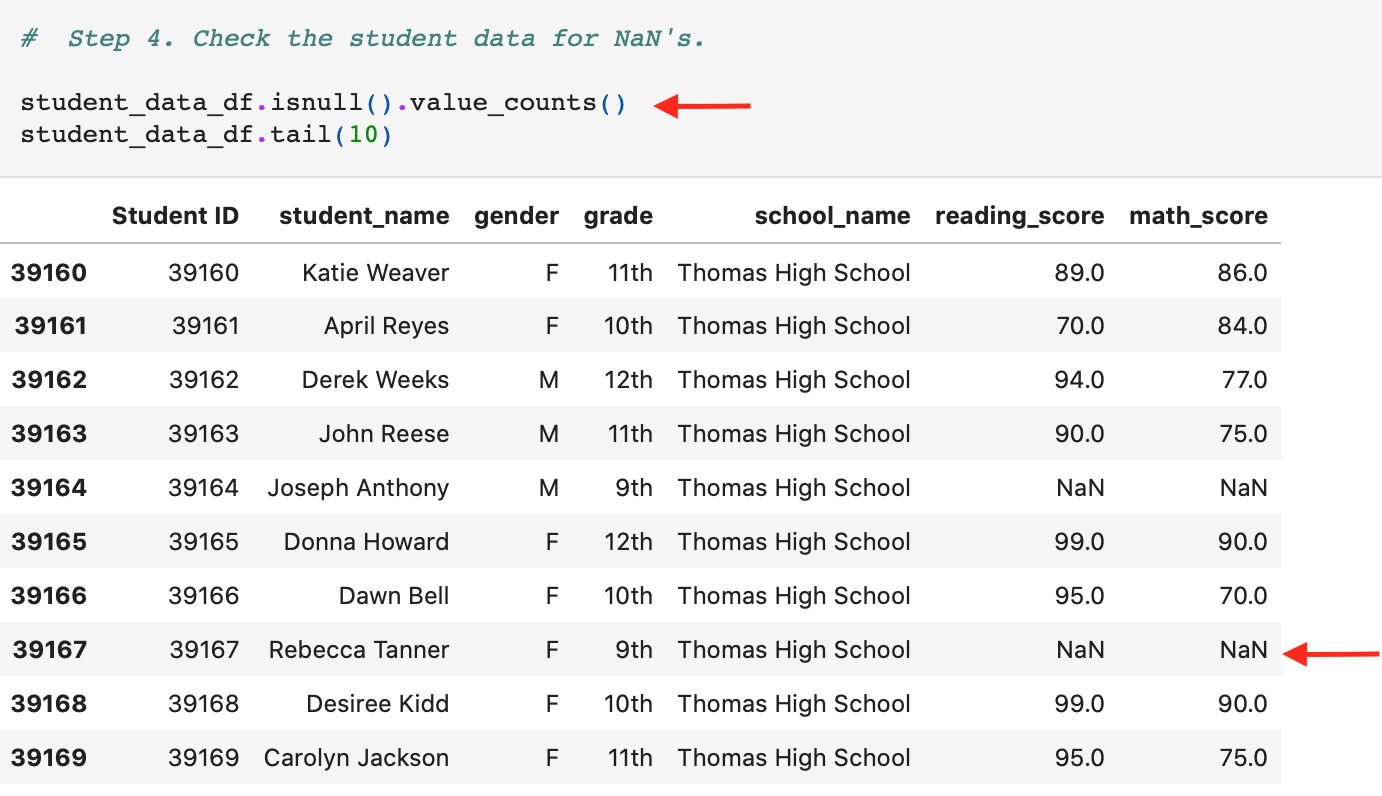 #  Step 4. Check the student data for NaN's.
student_data_df.isnull().value_counts()
student_data_df.tail(10)
Student ID student_name gender grade school_name reading_score math_score
39160 39160 Katie Weaver F 11th Thomas High School 89.0 86.0
39161 39161 April Reyes F 10th Thomas High School 70.0 84.0
39162 39162 Derek Weeks M 12th Thomas High School 94.0 77.0
39163 39163 John Reese M 11th Thomas High School 90.0 75.0
39164 39164 Joseph Anthony M 9th Thomas High School NaN NaN
39165 39165 Donna Howard F 12th Thomas High School 99.0 90.0
39166 39166 Dawn Bell F 10th Thomas High School 95.0 70.0
39167 39167 Rebecca Tanner F 9th Thomas High School NaN NaN
39168 39168 Desiree Kidd F 10th Thomas High School 99.0 90.0
39169 39169 Carolyn Jackson F 11th Thomas High School 95.0 75.0